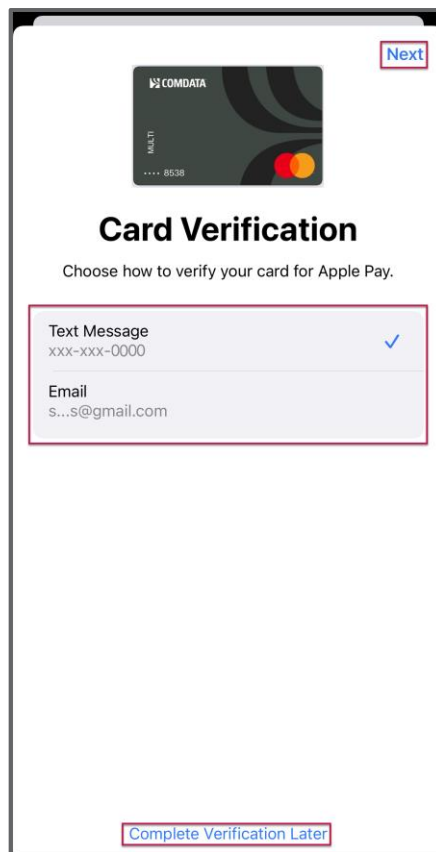 Next
COMDATA
MULTI
.... 8538
Card Verification
Choose how to verify your card for Apple Pay.
Text Message
xxx-xxx-0000
Email
s...s@gmail.com
Complete Verification Later